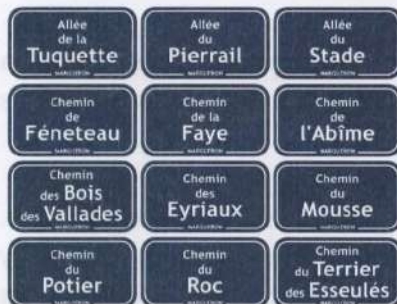 Allée
de la
Tuquette
Allée
du
Pierrail
Allée
du
Stade
Chemin
de
Féneteau
Chemin
de la
Faye
Chemin
de
l'Abîme
Chemin
des Bois
des Vallades
Chemin
des
Eyriaux
Chemin
du
Mousse
Chemin
du
Potier
Chemin
du
Roc
Chemin
du Terrier
des Esseulés